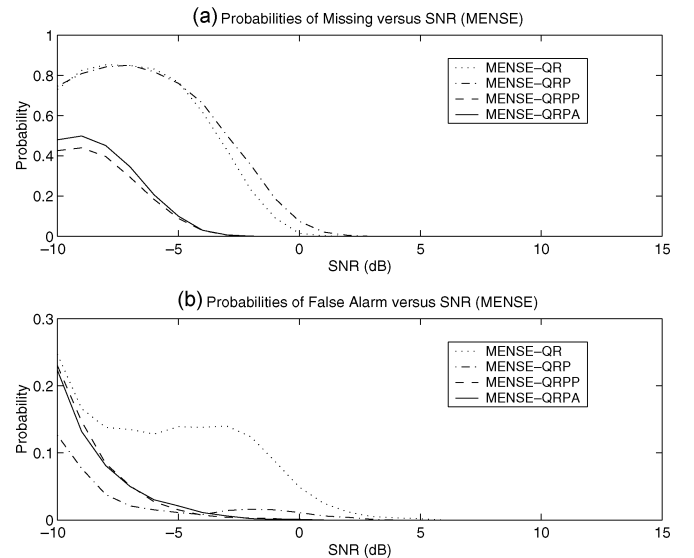 (a) Probabilities of Missing versus SNR (MENSE)
1
0.8
0.6
0.4
0.2
0
Probability
MENSE−QR
MENSE−QRP
MENSE−QRPP
MENSE−QRPA
−10
−5
0
5
10
15
SNR (dB)
(b) Probabilities of False Alarm versus SNR (MENSE)
0.3
0.2
0.1
0
Probability
MENSE−QR
MENSE−QRP
MENSE−QRPP
MENSE−QRPA
−10
−5
0
5
10
15
SNR (dB)